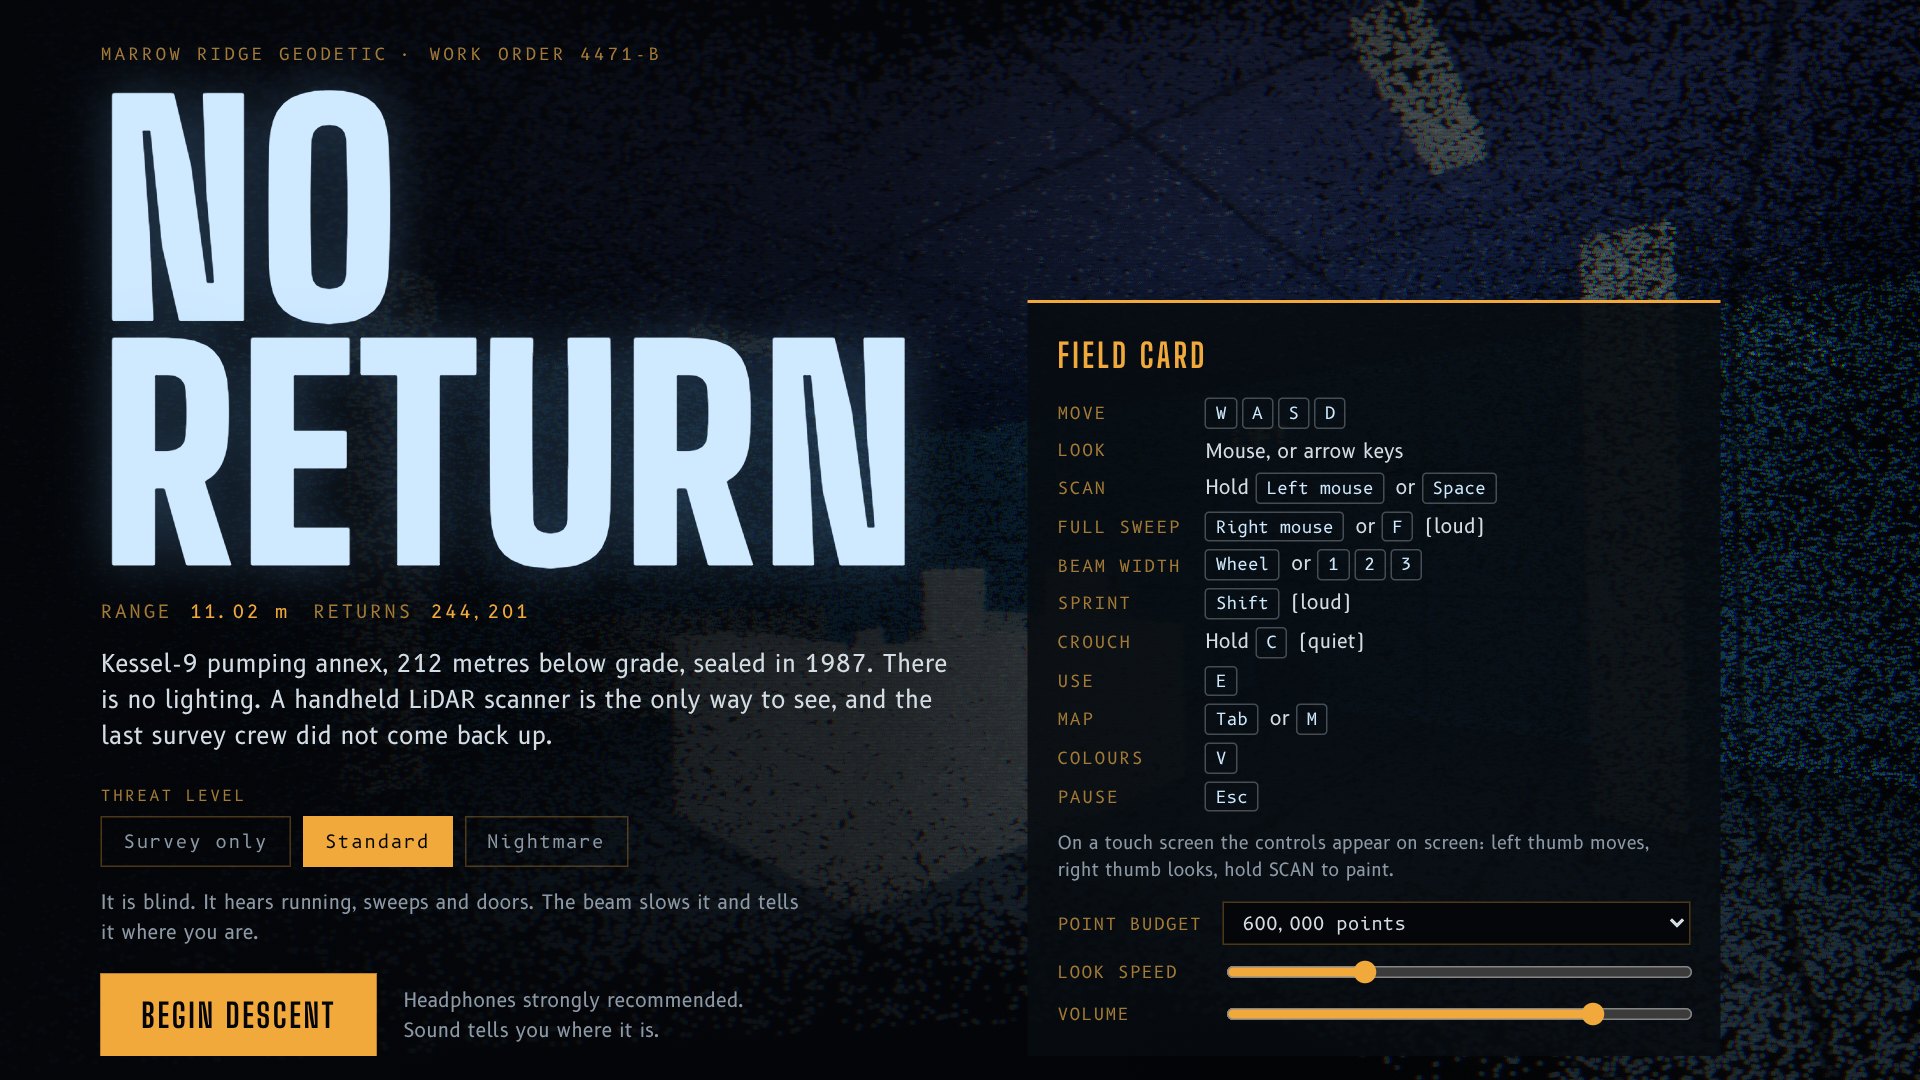 MARROW RIDGE GEODETIC · WORK ORDER 4471-B
NO
RETURN
RANGE 11.02 m RETURNS 244,201
Kessel-9 pumping annex, 212 metres below grade, sealed in 1987. There
is no lighting. A handheld LiDAR scanner is the only way to see, and the
last survey crew did not come back up.
THREAT LEVEL
Survey only Standard Nightmare
It is blind. It hears running, sweeps and doors. The beam slows it and tells
it where you are.
BEGIN DESCENT
Headphones strongly recommended.
Sound tells you where it is.
FIELD CARD
MOVE W A S D
LOOK Mouse, or arrow keys
SCAN Hold Left mouse or Space
FULL SWEEP Right mouse or F (loud)
BEAM WIDTH Wheel or 1 2 3
SPRINT Shift (loud)
CROUCH Hold C (quiet)
USE E
MAP Tab or M
COLOURS V
PAUSE Esc
On a touch screen the controls appear on screen: left thumb moves,
right thumb looks, hold SCAN to paint.
POINT BUDGET 600,000 points
LOOK SPEED
VOLUME